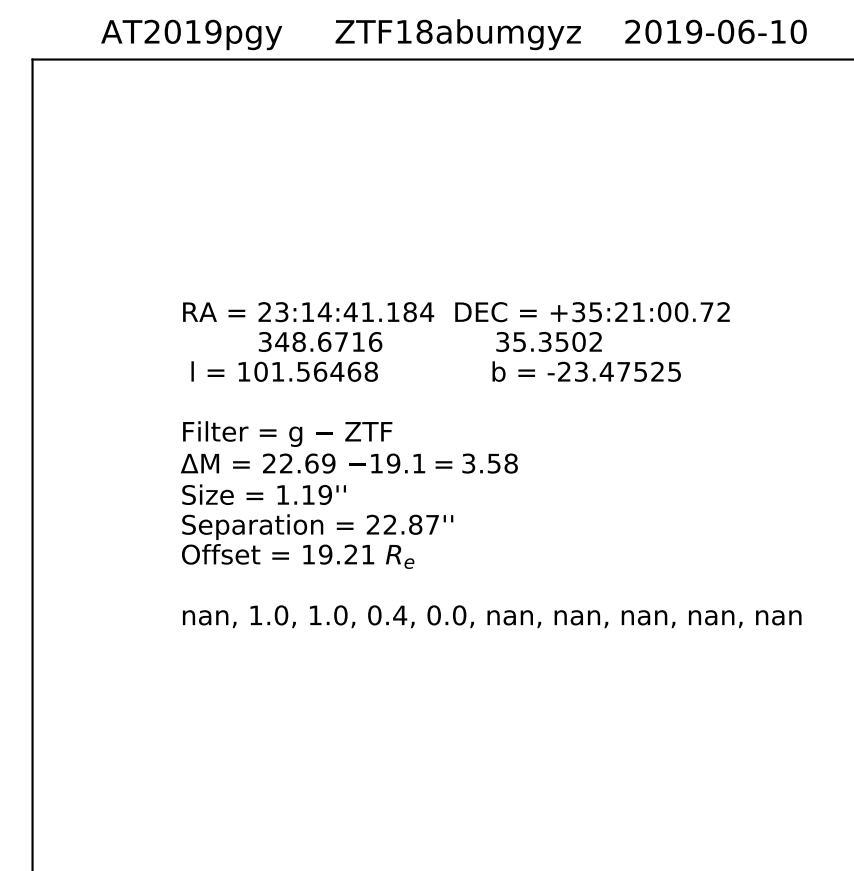 AT2019pgy ZTF18abumgyz 2019-06-10
RA = 23:14:41.184 DEC = +35:21:00.72
348.6716 35.3502
l = 101.56468 b = -23.47525
Filter = g − ZTF
ΔM = 22.69 −19.1 = 3.58
Size = 1.19''
Separation = 22.87''
Offset = 19.21 Rₑ
nan, 1.0, 1.0, 0.4, 0.0, nan, nan, nan, nan, nan